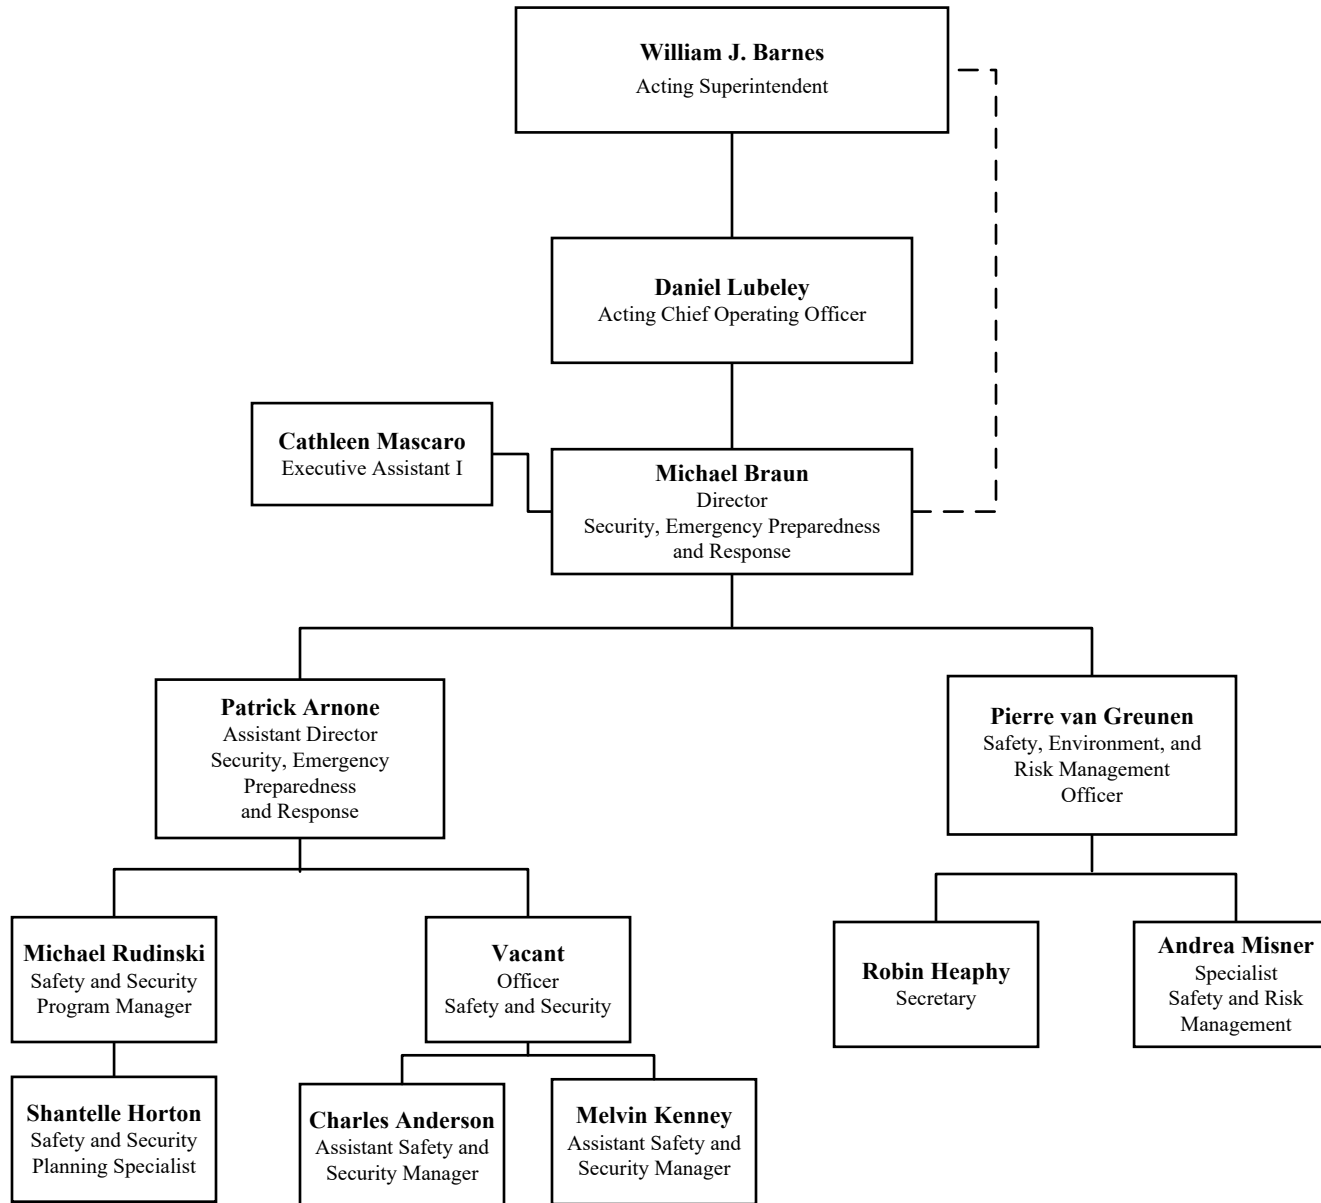 William J. Barnes
Acting Superintendent
Daniel Lubeley
Acting Chief Operating Officer
Cathleen Mascaro
Executive Assistant I
Michael Braun
Director
Security, Emergency Preparedness
and Response
Patrick Arnone
Assistant Director
Security, Emergency
Preparedness
and Response
Pierre van Greunen
Safety, Environment, and
Risk Management
Officer
Michael Rudinski
Safety and Security
Program Manager
Vacant
Officer
Safety and Security
Robin Heaphy
Secretary
Andrea Misner
Specialist
Safety and Risk
Management
Shantelle Horton
Safety and Security
Planning Specialist
Charles Anderson
Assistant Safety and
Security Manager
Melvin Kenney
Assistant Safety and
Security Manager